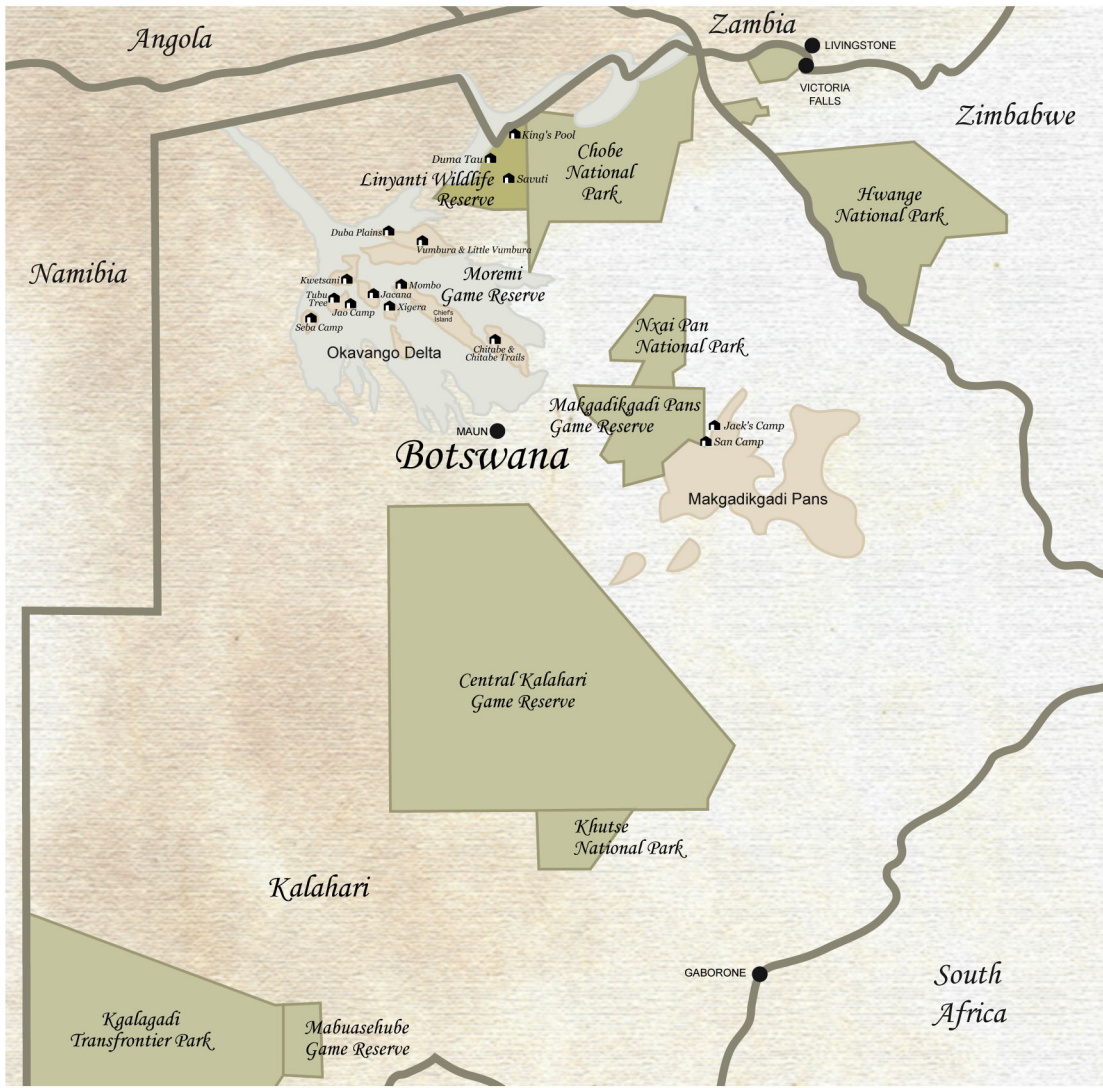 Angola
Zambia
LIVINGSTONE
VICTORIA
FALLS
Zimbabwe
King's Pool
Duma Tau
Linyanti Wildlife
Reserve
Savuti
Chobe
National
Park
Hwange
National Park
Duba Plains
Vumbura & Little Vumbura
Namibia
Moremi
Game Reserve
Kwetsani
Mombo
Tubu
Tree
Jacana
Jao Camp
Xigera
Chief's
Island
Seba Camp
Okavango Delta
Chitabe &
Chitabe Trails
Nxai Pan
National Park
Makgadikgadi Pans
Game Reserve
MAUN
Jack's Camp
San Camp
Botswana
Makgadikgadi Pans
Central Kalahari
Game Reserve
Khutse
National Park
Kalahari
GABORONE
South
Africa
Kgalagadi
Transfrontier Park
Mabuasehube
Game Reserve